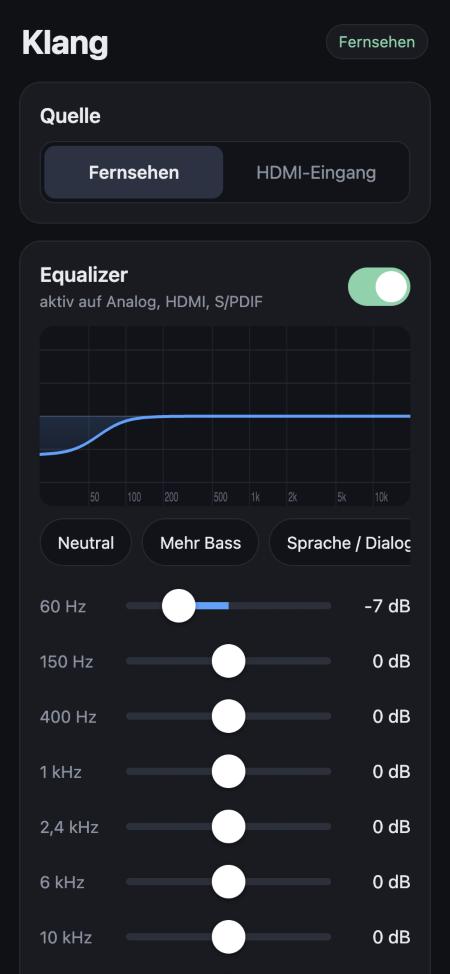 Klang
Fernsehen
Quelle
Fernsehen
HDMI-Eingang
Equalizer
aktiv auf Analog, HDMI, S/PDIF
50 100 200 500 1k 2k 5k 10k
Neutral
Mehr Bass
Sprache / Dialog
60 Hz -7 dB
150 Hz 0 dB
400 Hz 0 dB
1 kHz 0 dB
2,4 kHz 0 dB
6 kHz 0 dB
10 kHz 0 dB